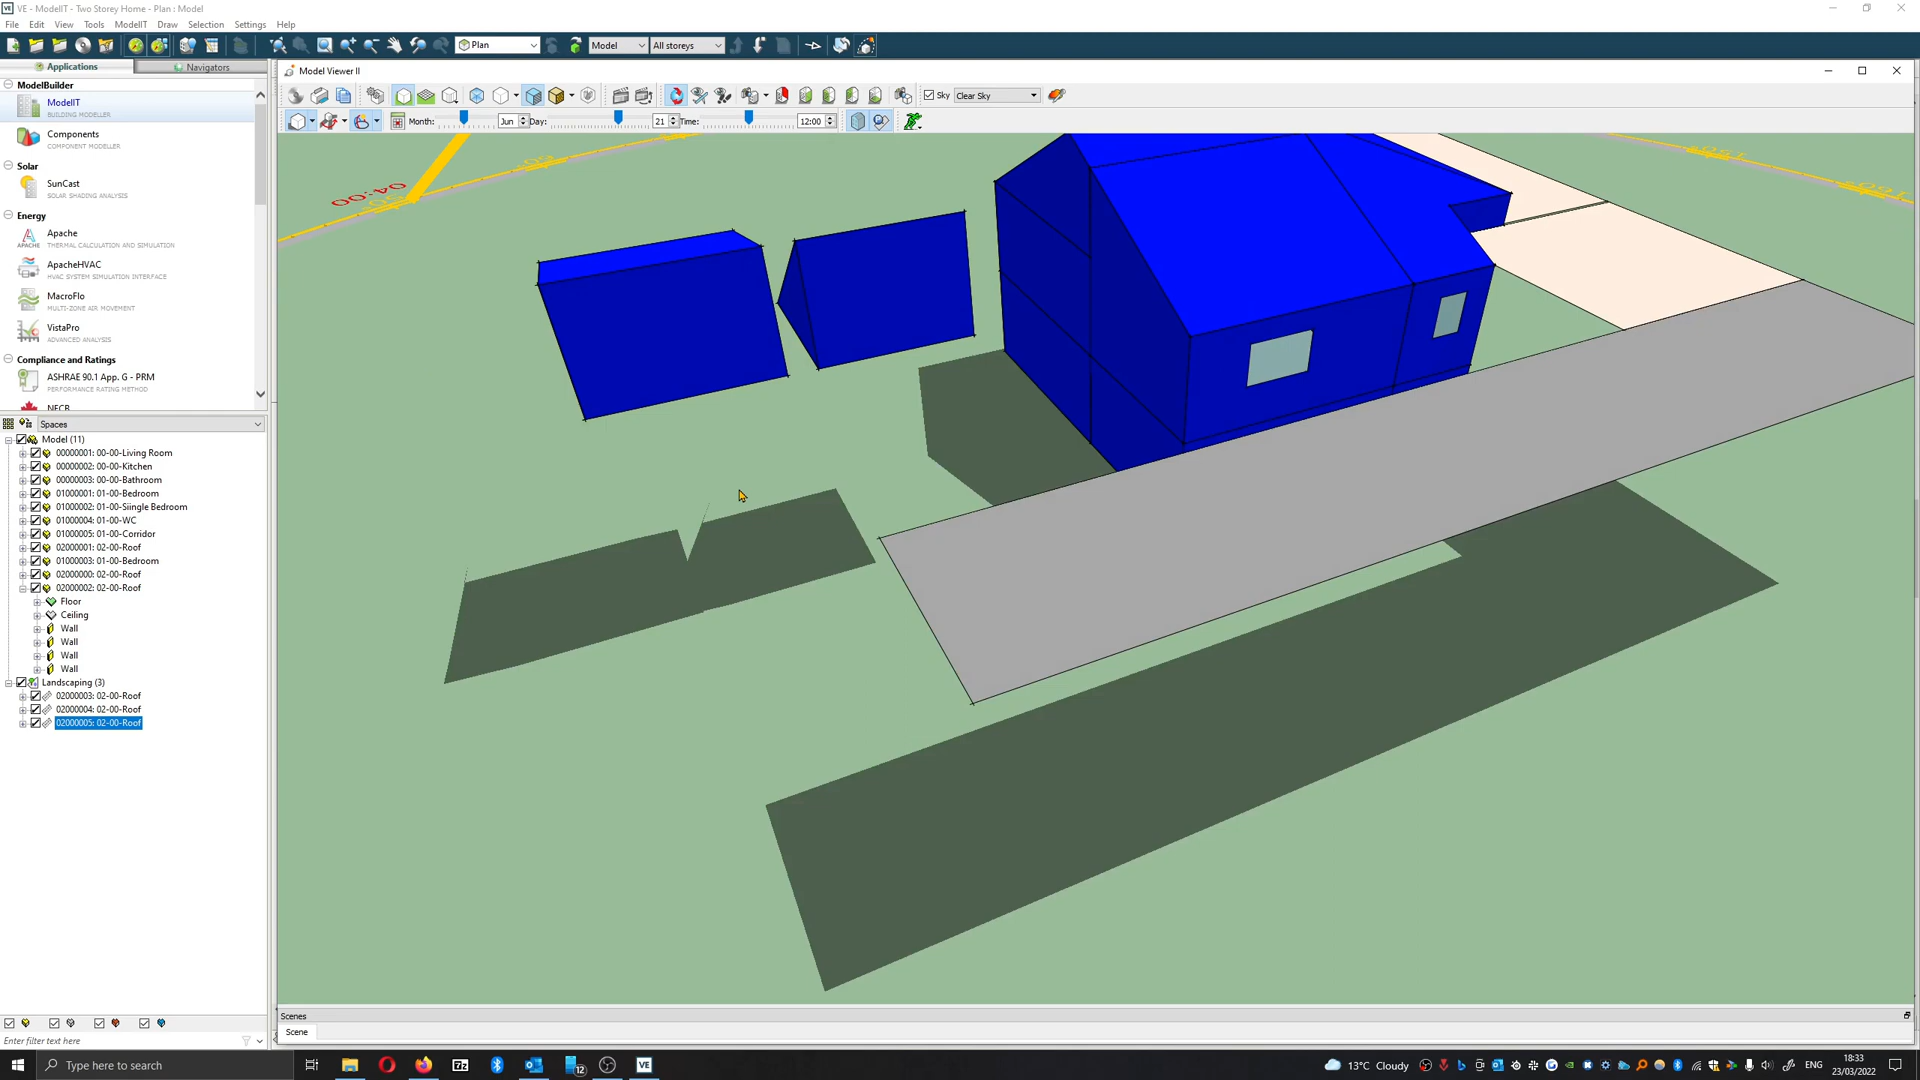 VE - ModelIT - Two Storey Home - Plan : Model
File Edit View Tools ModelIT Draw Selection Settings Help
Plan Model All storeys
Applications Navigators
ModelBuilder
ModelIT
BUILDING MODELLER
Components
COMPONENT MODELLER
Solar
SunCast
SOLAR SHADING ANALYSIS
Energy
Apache
THERMAL CALCULATION AND SIMULATION
ApacheHVAC
HVAC SYSTEM SIMULATION INTERFACE
MacroFlo
MULTI-ZONE AIR MOVEMENT
VistaPro
ADVANCED ANALYSIS
Compliance and Ratings
ASHRAE 90.1 App. G - PRM
PERFORMANCE RATING METHOD
NECB
Spaces
Model (11)
00000001: 00-00-Living Room
00000002: 00-00-Kitchen
00000003: 00-00-Bathroom
01000001: 01-00-Bedroom
01000002: 01-00-Siingle Bedroom
01000004: 01-00-WC
01000005: 01-00-Corridor
02000001: 02-00-Roof
01000003: 01-00-Bedroom
02000000: 02-00-Roof
02000002: 02-00-Roof
Floor
Ceiling
Wall
Wall
Wall
Wall
Landscaping (3)
02000003: 02-00-Roof
02000004: 02-00-Roof
02000005: 02-00-Roof
Enter filter text here
Model Viewer II
Sky Clear Sky
Month: Jun Day: 21 Time: 12:00
04:00
Scenes
Scene
Type here to search
7z
12
VE
13°C Cloudy
ENG
18:33
23/03/2022